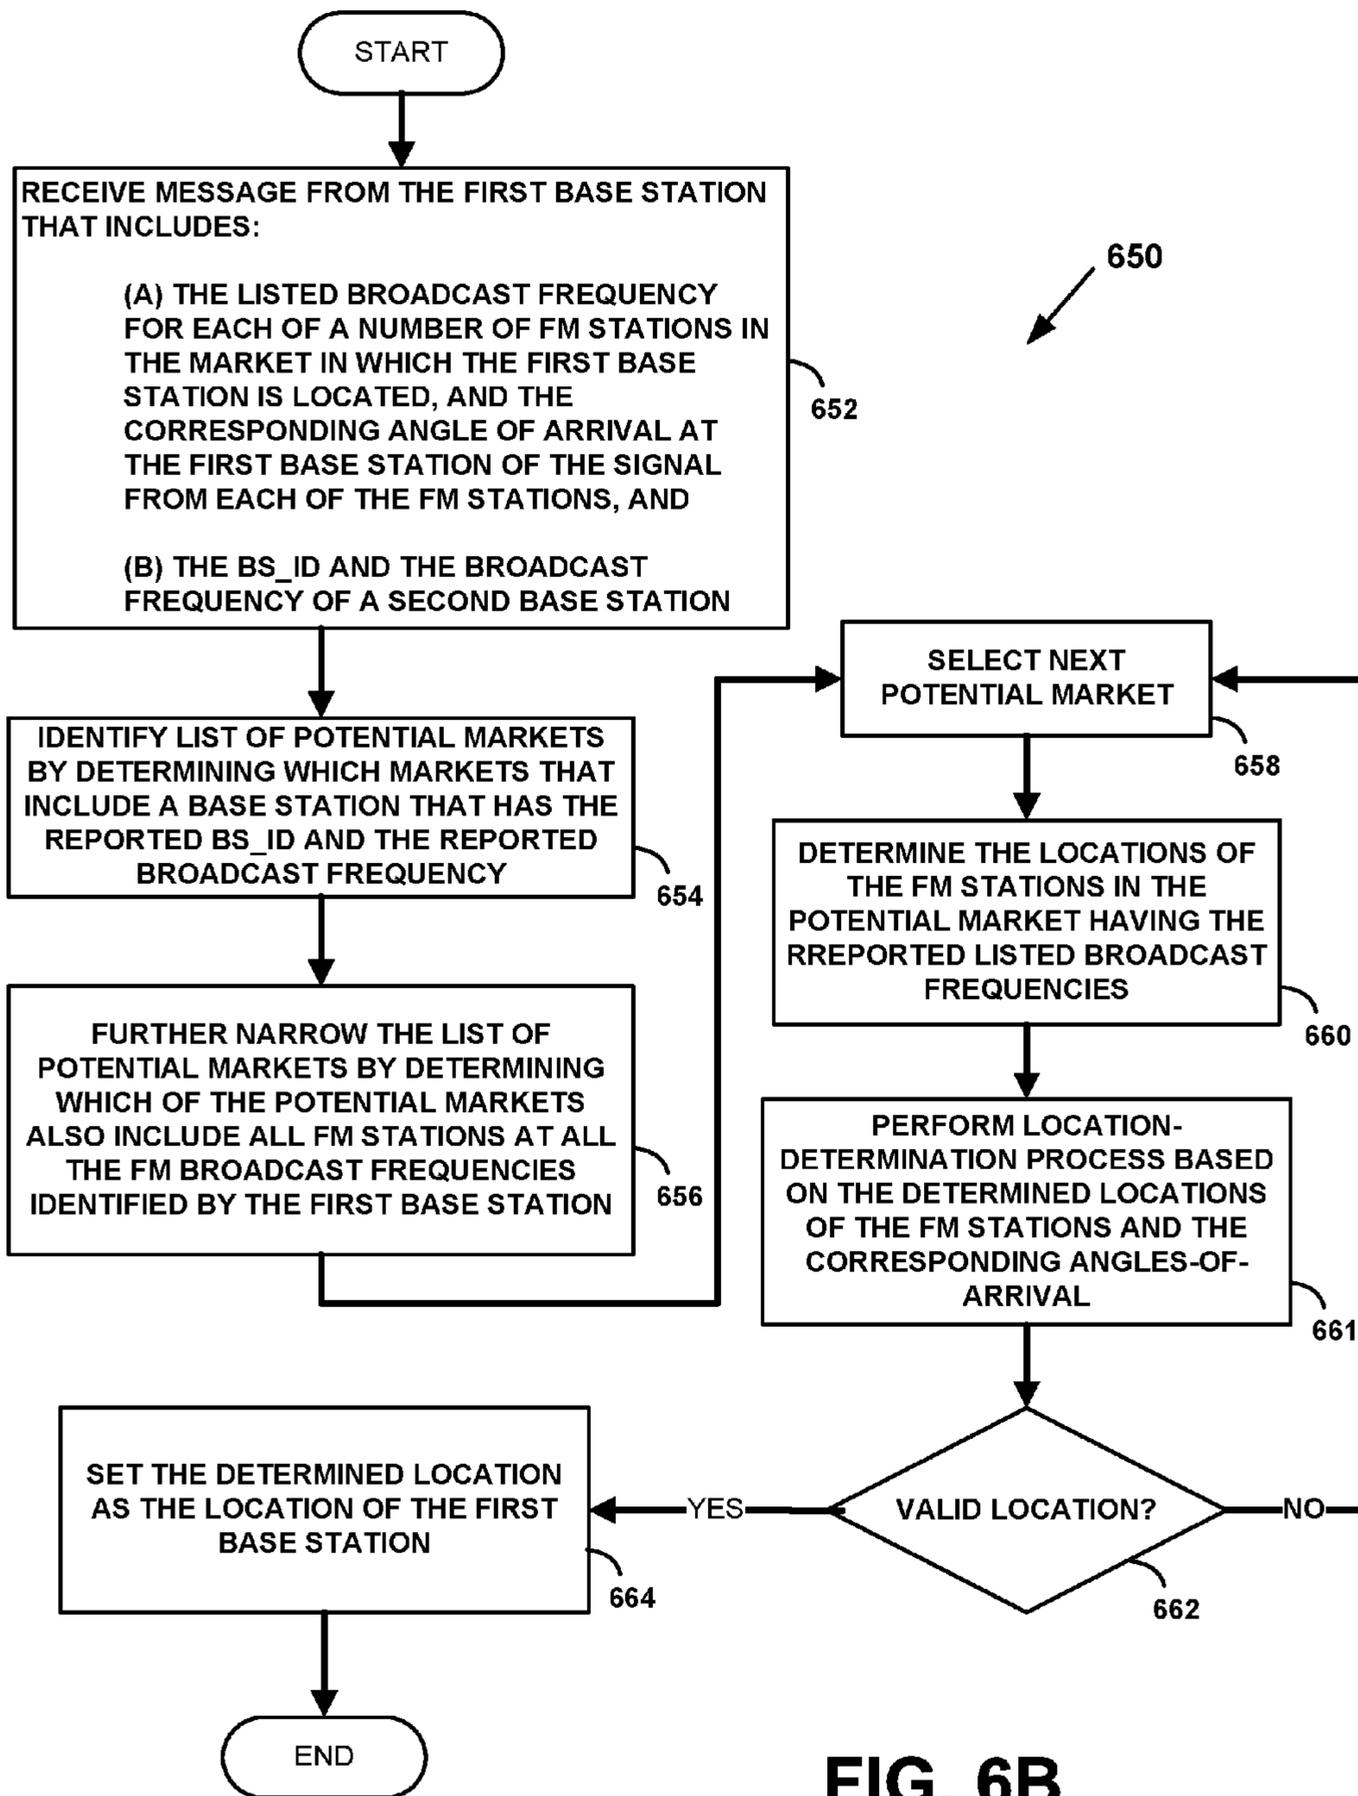 START
RECEIVE MESSAGE FROM THE FIRST BASE STATION
THAT INCLUDES:
(A) THE LISTED BROADCAST FREQUENCY
FOR EACH OF A NUMBER OF FM STATIONS IN
THE MARKET IN WHICH THE FIRST BASE
STATION IS LOCATED, AND THE
CORRESPONDING ANGLE OF ARRIVAL AT
THE FIRST BASE STATION OF THE SIGNAL
FROM EACH OF THE FM STATIONS, AND
(B) THE BS_ID AND THE BROADCAST
FREQUENCY OF A SECOND BASE STATION
652
650
IDENTIFY LIST OF POTENTIAL MARKETS
BY DETERMINING WHICH MARKETS THAT
INCLUDE A BASE STATION THAT HAS THE
REPORTED BS_ID AND THE REPORTED
BROADCAST FREQUENCY
654
FURTHER NARROW THE LIST OF
POTENTIAL MARKETS BY DETERMINING
WHICH OF THE POTENTIAL MARKETS
ALSO INCLUDE ALL FM STATIONS AT ALL
THE FM BROADCAST FREQUENCIES
IDENTIFIED BY THE FIRST BASE STATION
656
SELECT NEXT
POTENTIAL MARKET
658
DETERMINE THE LOCATIONS OF
THE FM STATIONS IN THE
POTENTIAL MARKET HAVING THE
RREPORTED LISTED BROADCAST
FREQUENCIES
660
PERFORM LOCATION-
DETERMINATION PROCESS BASED
ON THE DETERMINED LOCATIONS
OF THE FM STATIONS AND THE
CORRESPONDING ANGLES-OF-
ARRIVAL
661
VALID LOCATION?
662
NO
YES
SET THE DETERMINED LOCATION
AS THE LOCATION OF THE FIRST
BASE STATION
664
END
FIG. 6B